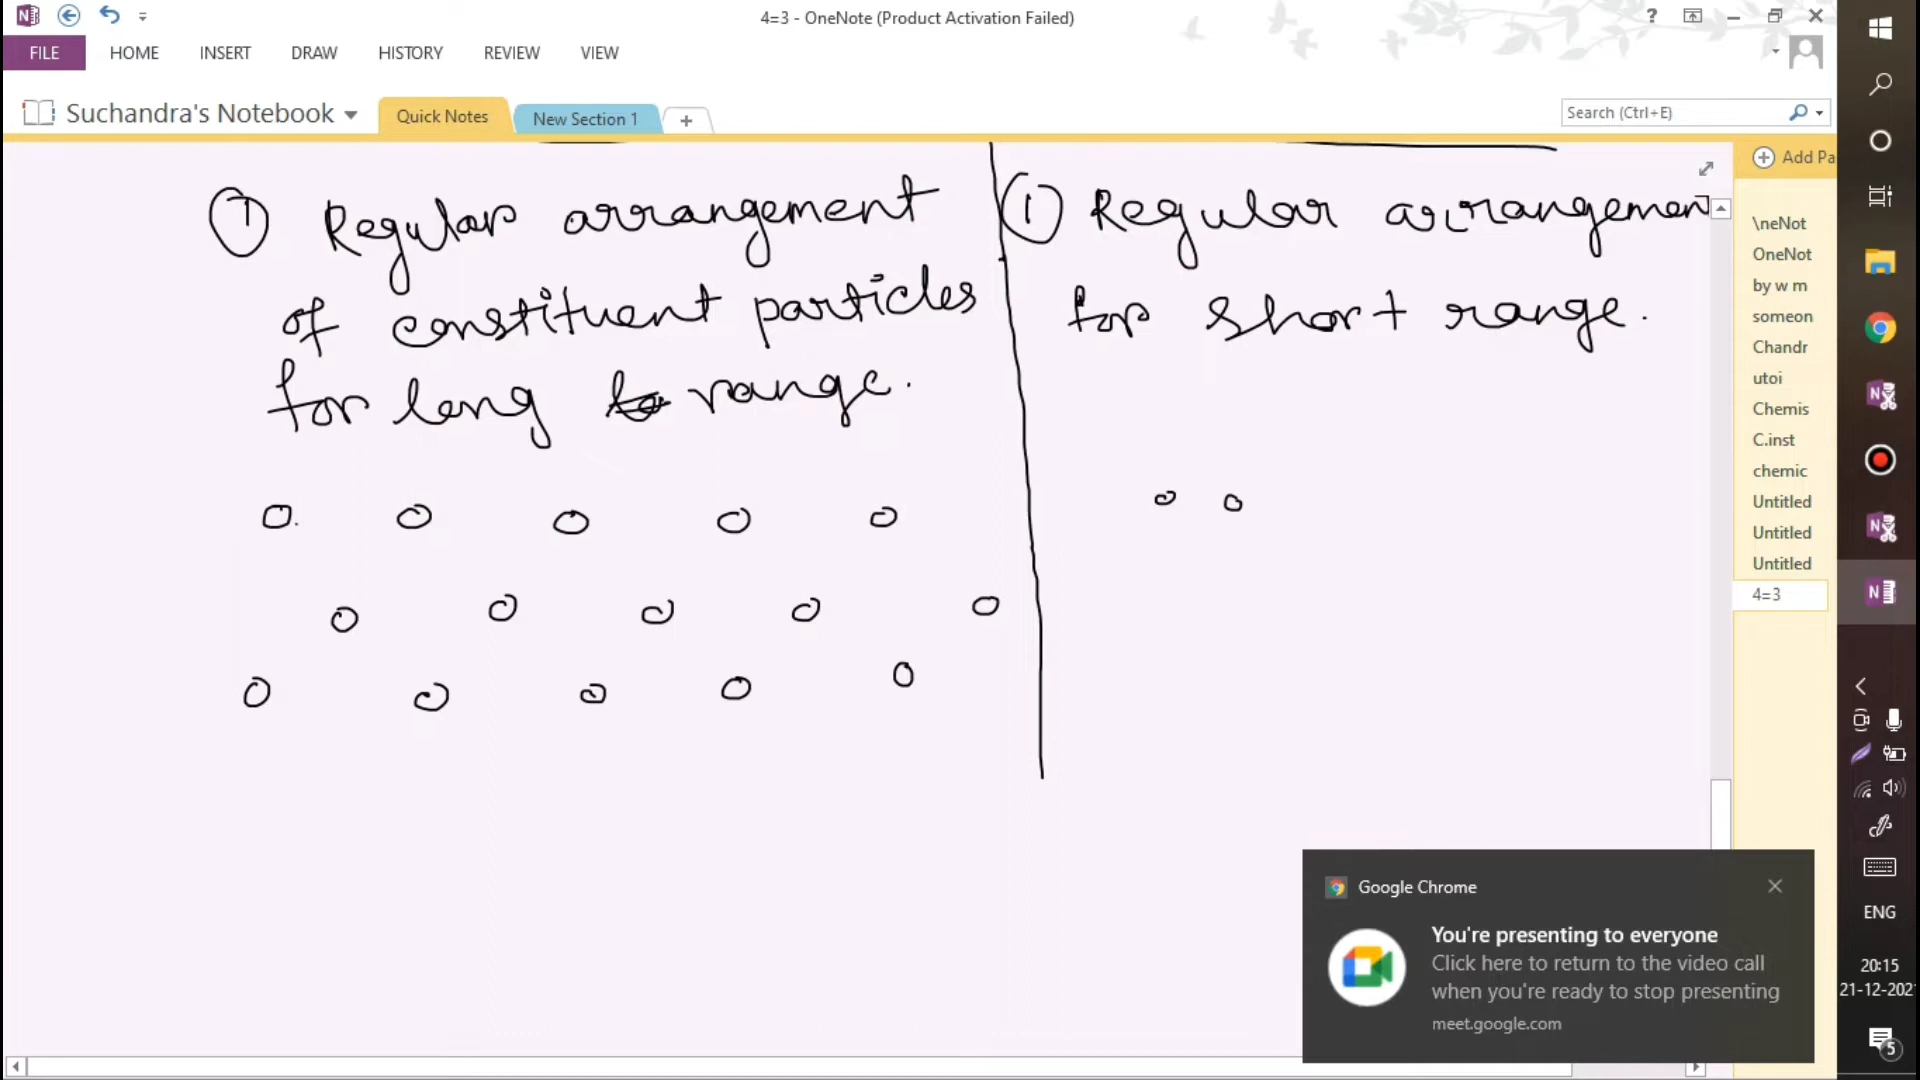 4=3 - OneNote (Product Activation Failed)
FILE HOME INSERT DRAW HISTORY REVIEW VIEW
Suchandra's Notebook Quick Notes New Section 1 +
Search (Ctrl+E)
Add Pa
① Regular arrangement
of constituent particles
for long range.
① Regular arrangemen
for short range.
\neNot
OneNot
by w m
someon
Chandr
utoi
Chemis
C.inst
chemic
Untitled
Untitled
Untitled
4=3
Google Chrome
You're presenting to everyone
Click here to return to the video call
when you're ready to stop presenting
meet.google.com
ENG
20:15
21-12-202
5